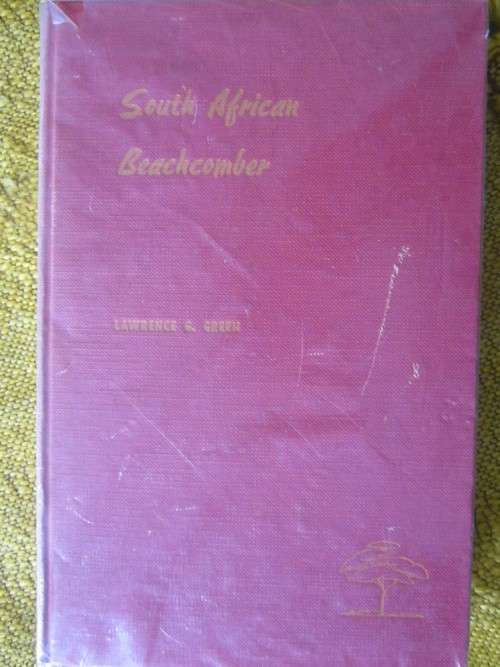 South African
Beachcomber
LAWRENCE G. GREEN